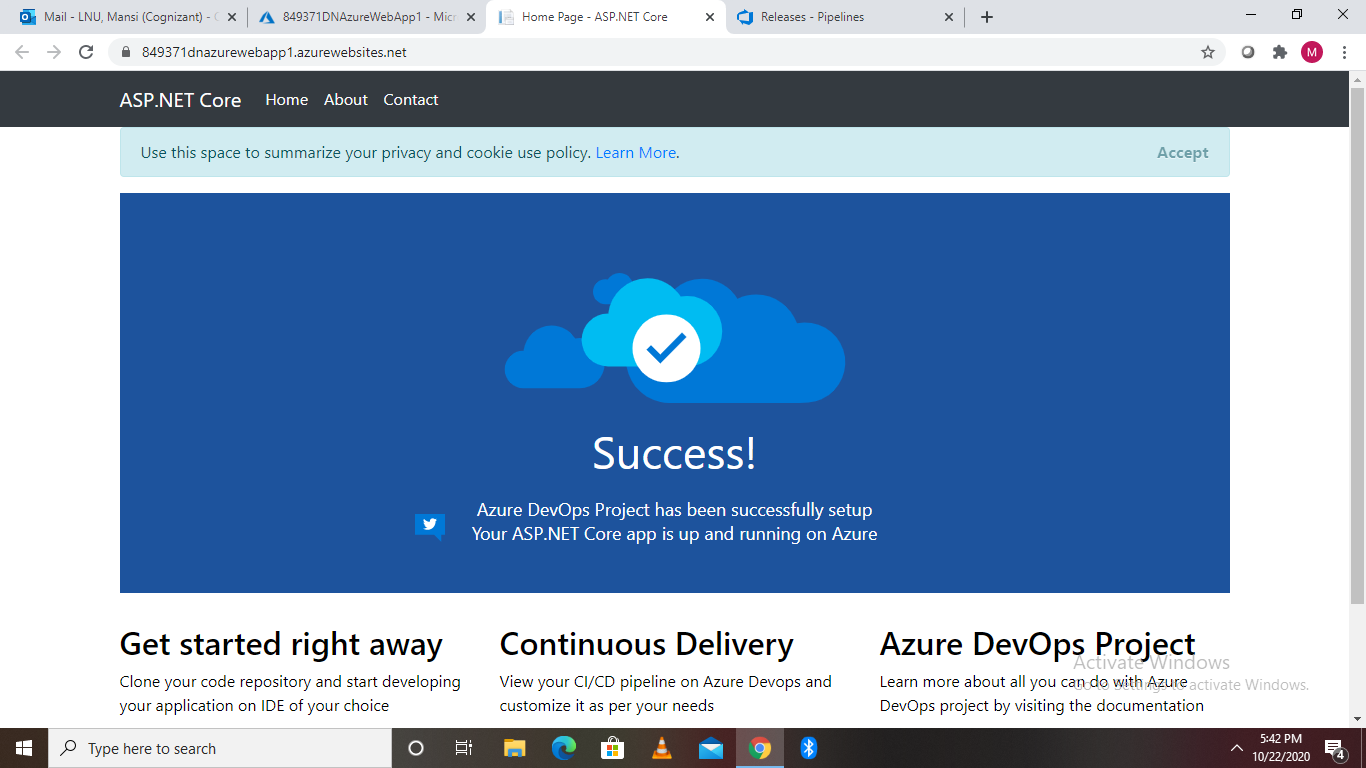 Mail - LNU, Mansi (Cognizant) -
849371DNAzureWebApp1 - Micr
Home Page - ASP.NET Core
Releases - Pipelines
849371dnazurewebapp1.azurewebsites.net
M
ASP.NET Core
Home
About
Contact
Use this space to summarize your privacy and cookie use policy. Learn More.
Accept
Success!
Azure DevOps Project has been successfully setup
Your ASP.NET Core app is up and running on Azure
Get started right away
Clone your code repository and start developing
your application on IDE of your choice
Continuous Delivery
View your CI/CD pipeline on Azure Devops and
customize it as per your needs
Azure DevOps Project
Learn more about all you can do with Azure
DevOps project by visiting the documentation
Activate Windows
Go to Settings to activate Windows.
Type here to search
5:42 PM
10/22/2020
4